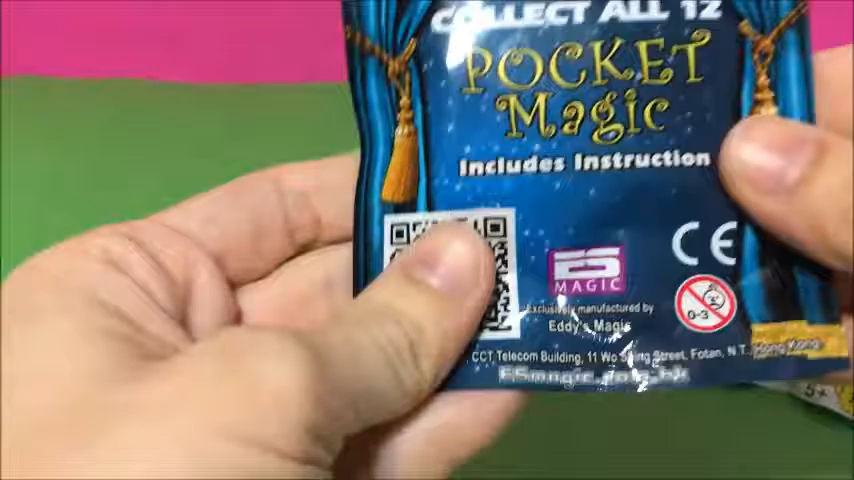 COLLECT ALL 12
POCKET
Magic
Includes Instruction
ES
MAGIC
CE
0-3
Exclusively manufactured by
Eddy's Magic
CCT Telecom Building, 11 Wo Shing Street, Fotan, N.T., Hong Kong